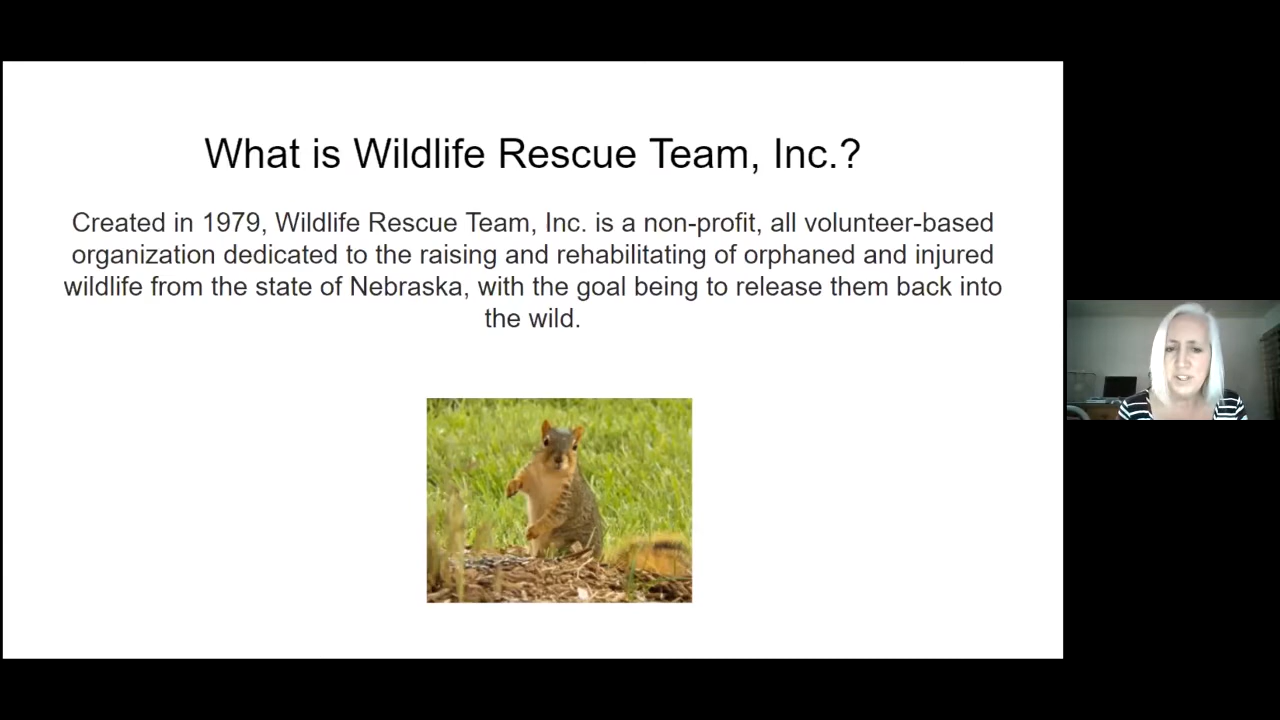 What is Wildlife Rescue Team, Inc.?
Created in 1979, Wildlife Rescue Team, Inc. is a non-profit, all volunteer-based
organization dedicated to the raising and rehabilitating of orphaned and injured
wildlife from the state of Nebraska, with the goal being to release them back into
the wild.